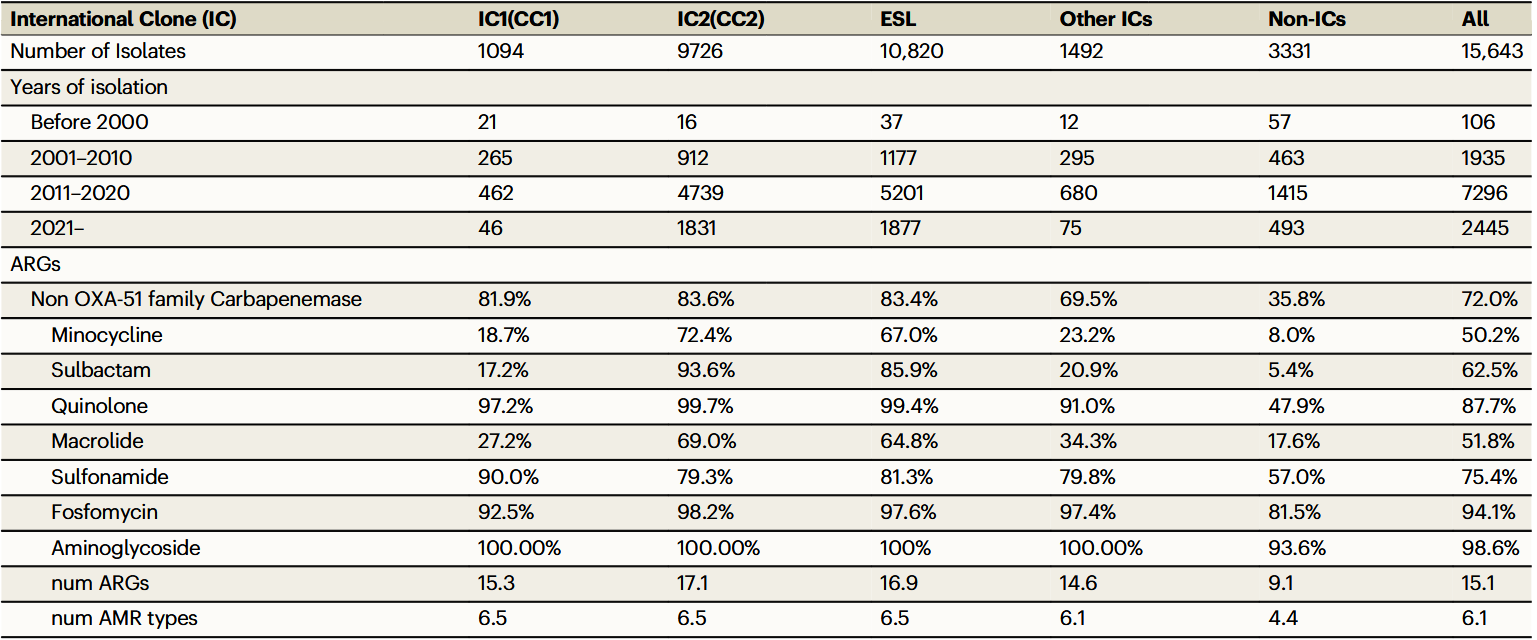 International Clone (IC) IC1(CC1) IC2(CC2) ESL Other ICs Non-ICs All
Number of Isolates 1094 9726 10,820 1492 3331 15,643
Years of isolation
Before 2000 21 16 37 12 57 106
2001–2010 265 912 1177 295 463 1935
2011–2020 462 4739 5201 680 1415 7296
2021– 46 1831 1877 75 493 2445
ARGs
Non OXA-51 family Carbapenemase 81.9% 83.6% 83.4% 69.5% 35.8% 72.0%
Minocycline 18.7% 72.4% 67.0% 23.2% 8.0% 50.2%
Sulbactam 17.2% 93.6% 85.9% 20.9% 5.4% 62.5%
Quinolone 97.2% 99.7% 99.4% 91.0% 47.9% 87.7%
Macrolide 27.2% 69.0% 64.8% 34.3% 17.6% 51.8%
Sulfonamide 90.0% 79.3% 81.3% 79.8% 57.0% 75.4%
Fosfomycin 92.5% 98.2% 97.6% 97.4% 81.5% 94.1%
Aminoglycoside 100.00% 100.00% 100% 100.00% 93.6% 98.6%
num ARGs 15.3 17.1 16.9 14.6 9.1 15.1
num AMR types 6.5 6.5 6.5 6.1 4.4 6.1